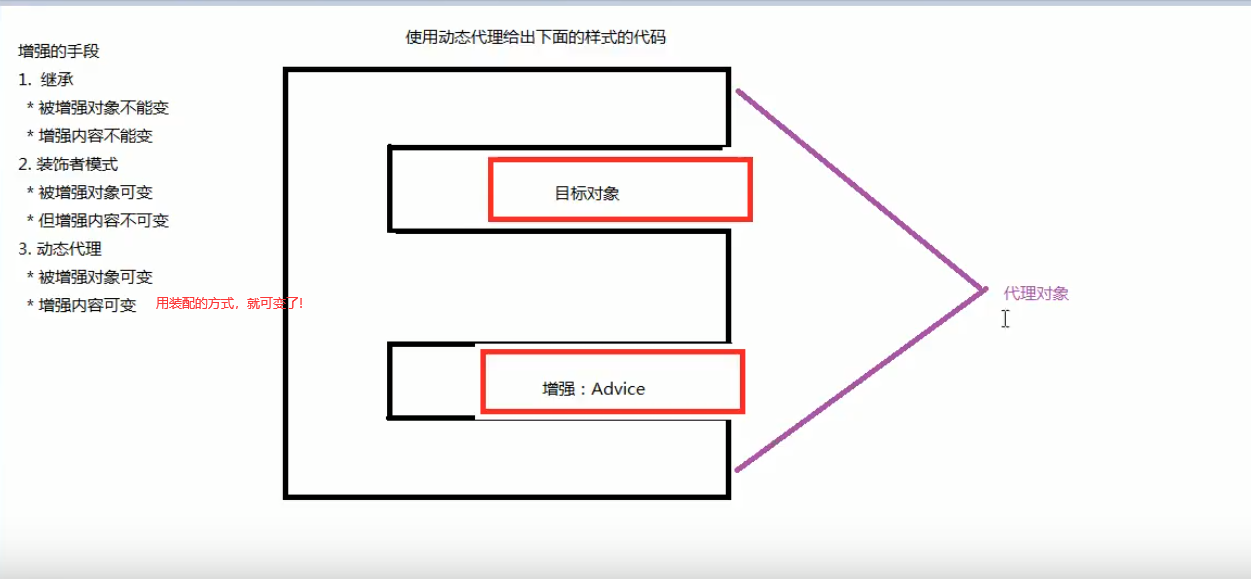 使用动态代理给出下面的样式的代码
增强的手段
1. 继承
* 被增强对象不能变
* 增强内容不能变
2. 装饰者模式
* 被增强对象可变
* 但增强内容不可变
3. 动态代理
* 被增强对象可变
* 增强内容可变 用装配的方式，就可变了!
目标对象
代理对象
增强：Advice